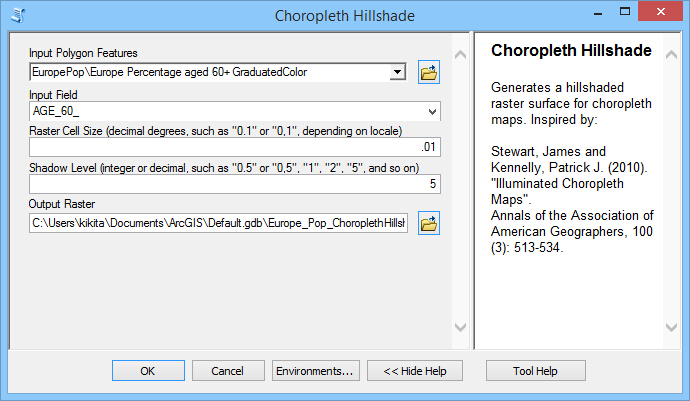 Choropleth Hillshade
Input Polygon Features
EuropePop\Europe Percentage aged 60+ GraduatedColor
Input Field
AGE_60_
Raster Cell Size (decimal degrees, such as "0.1" or "0,1", depending on locale)
.01
Shadow Level (integer or decimal, such as "0.5" or "0,5", "1", "2", "5", and so on)
5
Output Raster
C:\Users\kikita\Documents\ArcGIS\Default.gdb\Europe_Pop_ChoroplethHillsh
OK
Cancel
Environments...
<< Hide Help
Tool Help
Choropleth Hillshade
Generates a hillshaded
raster surface for choropleth
maps. Inspired by:
Stewart, James and
Kennelly, Patrick J. (2010).
"Illuminated Choropleth
Maps".
Annals of the Association of
American Geographers, 100
(3): 513-534.